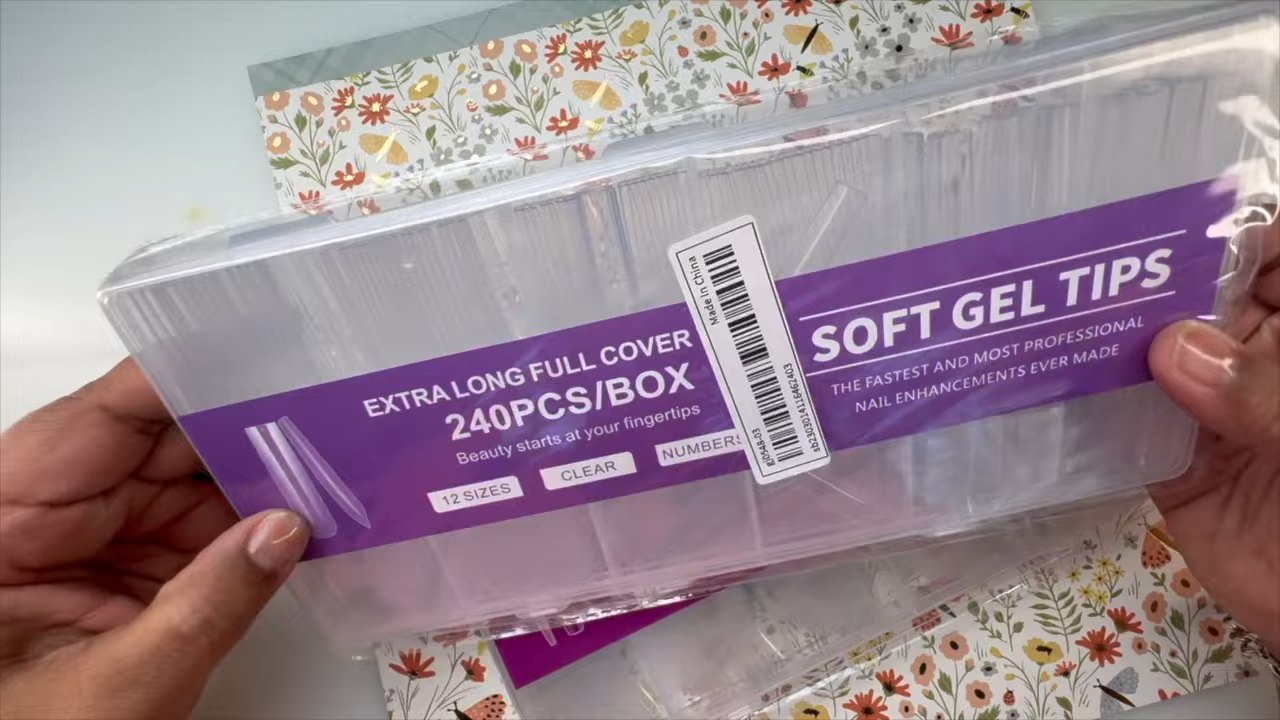 EXTRA LONG FULL COVER
240PCS/BOX
Beauty starts at your fingertips
12 SIZES
CLEAR
NUMBERS
Made in China
sb2303014116462403
SOFT GEL TIPS
THE FASTEST AND MOST PROFESSIONAL
NAIL ENHANCEMENTS EVER MADE